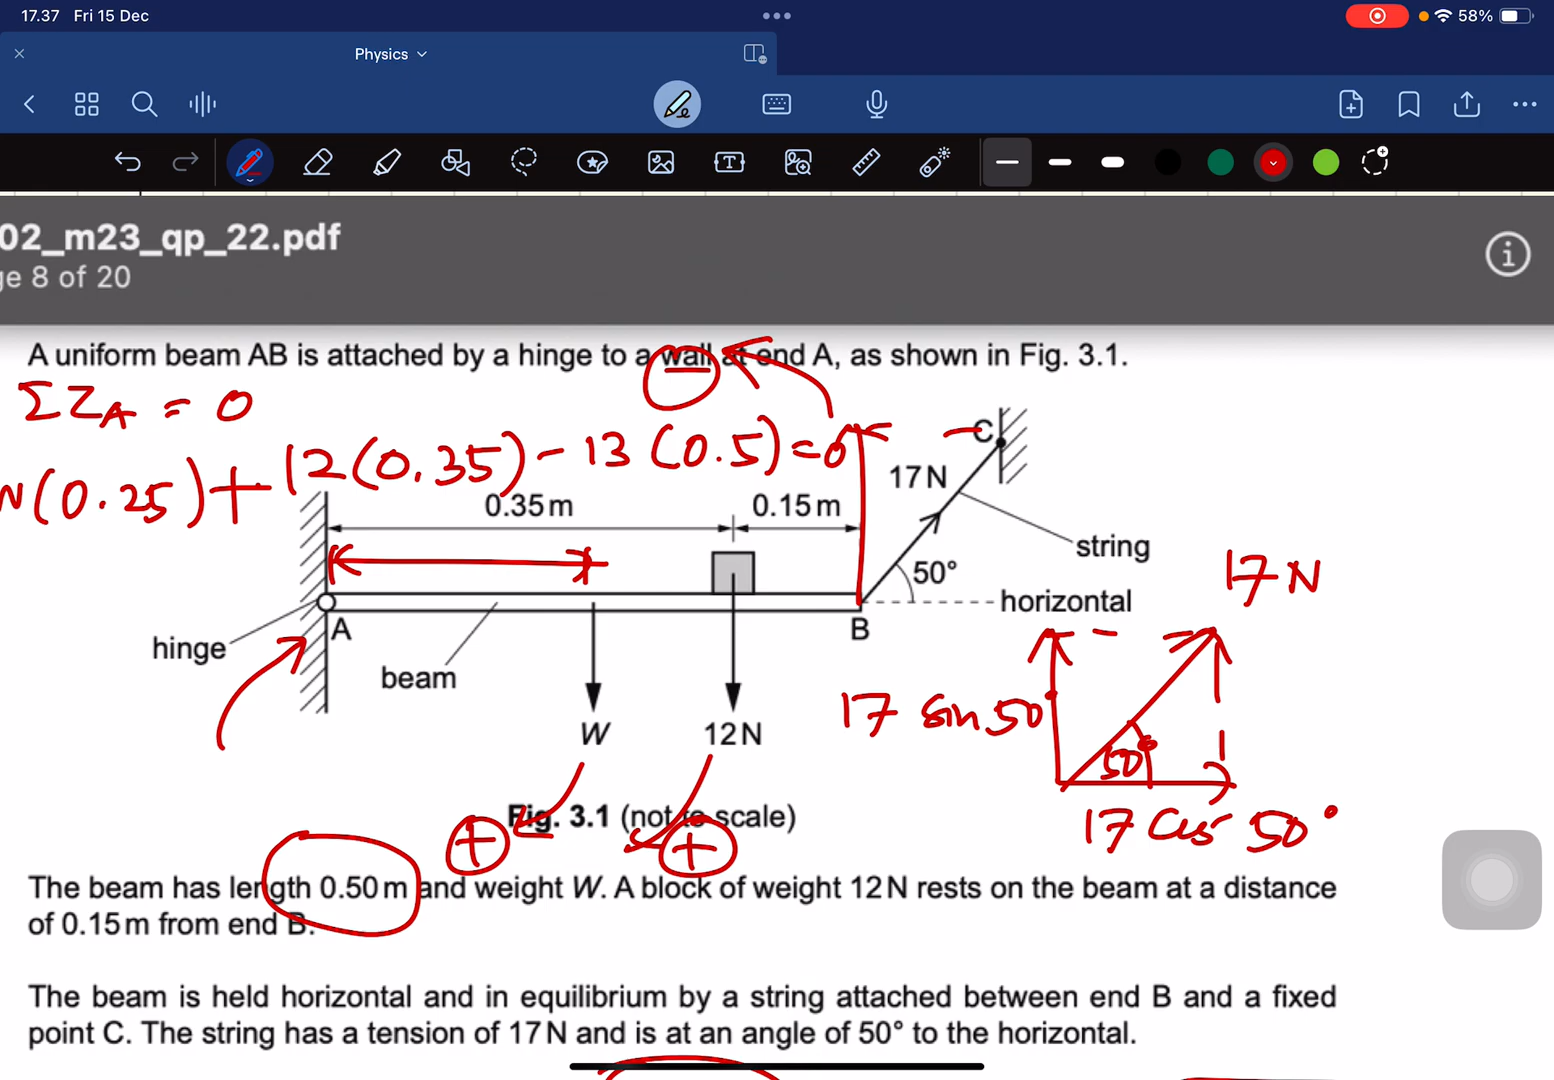 17.37 Fri 15 Dec
58%
Physics
02_m23_qp_22.pdf
ge 8 of 20
A uniform beam AB is attached by a hinge to a wall at end A, as shown in Fig. 3.1.
Στ_A = 0
W(0.25) + 12(0.35) - 13(0.5) = 0
C
17 N
0.35 m
0.15 m
string
50°
17 N
horizontal
A
B
hinge
beam
17 sin 50
W
12 N
50°
Fig. 3.1 (not to scale)
17 cos 50°
+
+
The beam has length 0.50 m and weight W. A block of weight 12 N rests on the beam at a distance
of 0.15 m from end B.
The beam is held horizontal and in equilibrium by a string attached between end B and a fixed
point C. The string has a tension of 17 N and is at an angle of 50° to the horizontal.